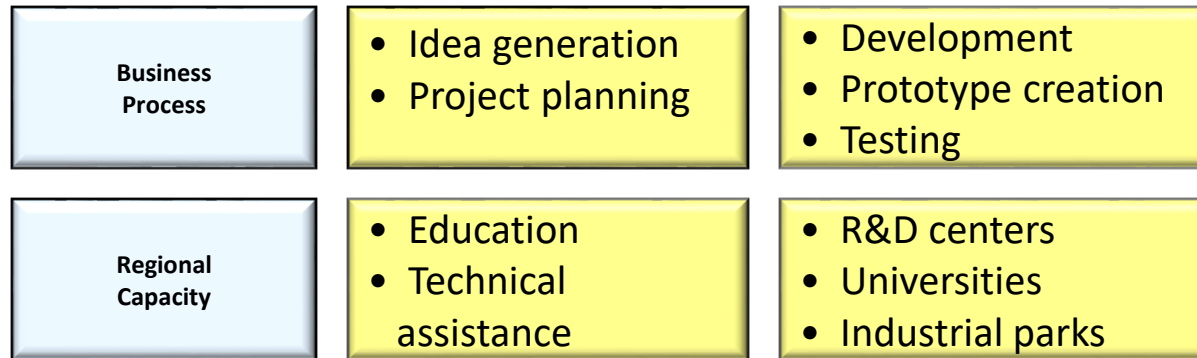 Business
Process
• Idea generation
• Project planning
• Development
• Prototype creation
• Testing
Regional
Capacity
• Education
• Technical
assistance
• R&D centers
• Universities
• Industrial parks